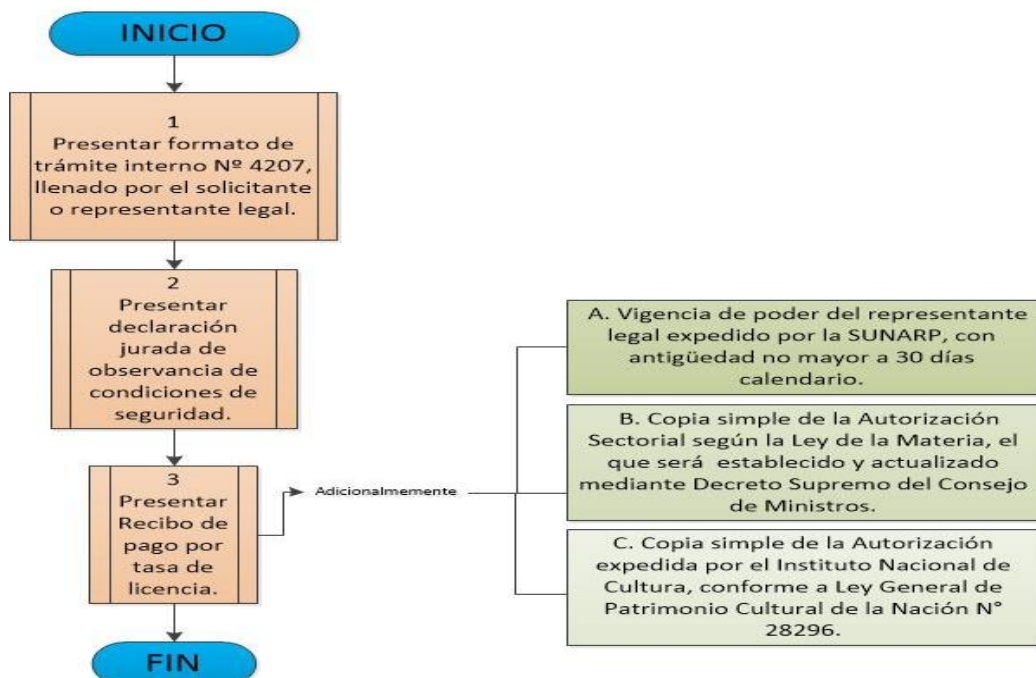 INICIO
1
Presentar formato de
trámite interno Nº 4207,
llenado por el solicitante
o representante legal.
2
Presentar
declaración
jurada de
observancia de
condiciones de
seguridad.
3
Presentar
Recibo de
pago por
tasa de
licencia.
FIN
Adicionalmemente
A. Vigencia de poder del representante
legal expedido por la SUNARP, con
antigüedad no mayor a 30 días
calendario.
B. Copia simple de la Autorización
Sectorial según la Ley de la Materia, el
que será establecido y actualizado
mediante Decreto Supremo del Consejo
de Ministros.
C. Copia simple de la Autorización
expedida por el Instituto Nacional de
Cultura, conforme a Ley General de
Patrimonio Cultural de la Nación N°
28296.